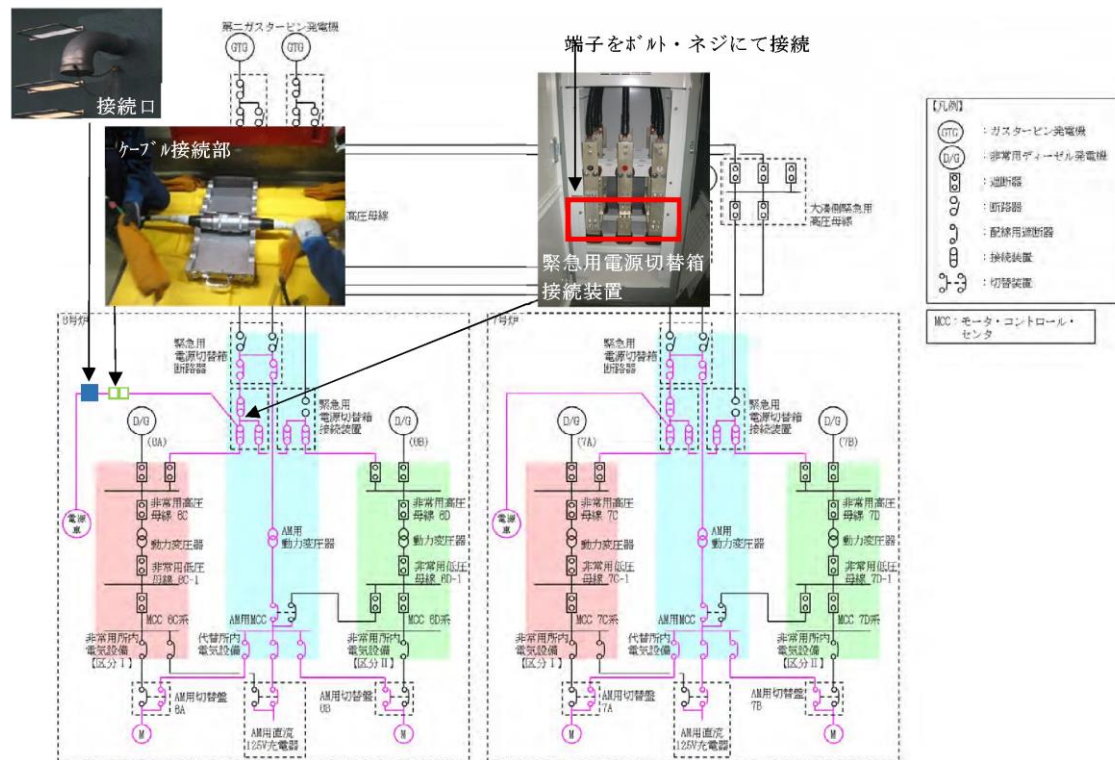 第二ガスタービン発電機
GTG
GTG
接続口
ケーブル接続部
高圧母線
端子をボルト・ネジにて接続
緊急用電源切替箱
接続装置
大湊側緊急用
高圧母線
【凡例】
GTG :ガスタービン発電機
D/G :非常用ディーゼル発電機
:遮断器
:断路器
:配線用遮断器
:接続装置
:切替装置
MCC:モータ・コントロール・
センタ
6号炉
緊急用
電源切替箱
断路器
緊急用
電源切替箱
接続装置
D/G
(6A)
D/G
(6B)
電源
車
非常用高圧
母線 6C
動力変圧器
非常用低圧
母線 6C-1
MCC 6C系
AM用
動力変圧器
AM用MCC
非常用高圧
母線 6D
動力変圧器
非常用低圧
母線 6D-1
MCC 6D系
非常用所内
電気設備
【区分Ⅰ】
代替所内
電気設備
非常用所内
電気設備
【区分Ⅱ】
AM用切替盤
6A
AM用切替盤
6B
M
AM用直流
125V充電器
M
7号炉
緊急用
電源切替箱
断路器
緊急用
電源切替箱
接続装置
D/G
(7A)
D/G
(7B)
電源
車
非常用高圧
母線 7C
動力変圧器
非常用低圧
母線 7C-1
MCC 7C系
AM用
動力変圧器
AM用MCC
非常用高圧
母線 7D
動力変圧器
非常用低圧
母線 7D-1
MCC 7D系
非常用所内
電気設備
【区分Ⅰ】
代替所内
電気設備
非常用所内
電気設備
【区分Ⅱ】
AM用切替盤
7A
AM用切替盤
7B
M
AM用直流
125V充電器
M